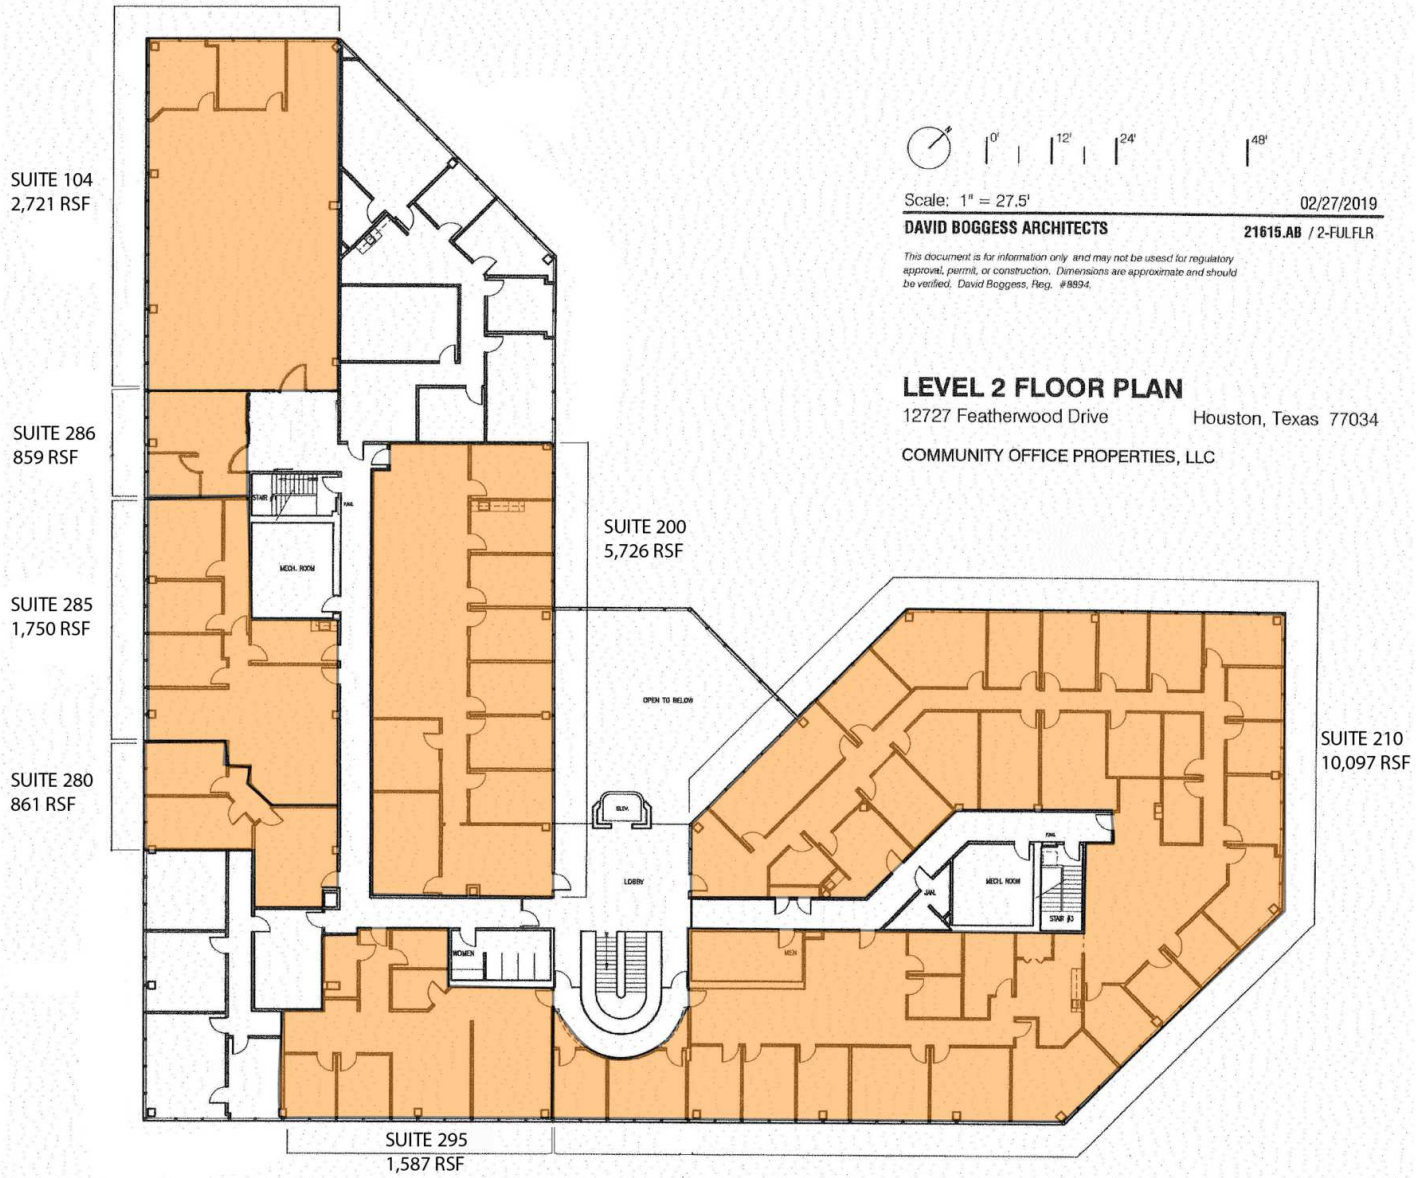 SUITE 104
2,721 RSF
N
0'
12'
24'
48'
Scale: 1" = 27.5'
02/27/2019
DAVID BOGGESS ARCHITECTS
21615.AB / 2-FULFLR
This document is for information only and may not be usesd for regulatory
approval, permit, or construction. Dimensions are approximate and should
be verified. David Boggess, Reg. #8894.
LEVEL 2 FLOOR PLAN
12727 Featherwood Drive
Houston, Texas 77034
COMMUNITY OFFICE PROPERTIES, LLC
SUITE 286
859 RSF
MECH. ROOM
SUITE 200
5,726 RSF
SUITE 285
1,750 RSF
OPEN TO BELOW
SUITE 210
10,097 RSF
SUITE 280
861 RSF
ELEV.
LOBBY
MECH. ROOM
JAN.
STAIR #3
WOMEN
MEN
SUITE 295
1,587 RSF